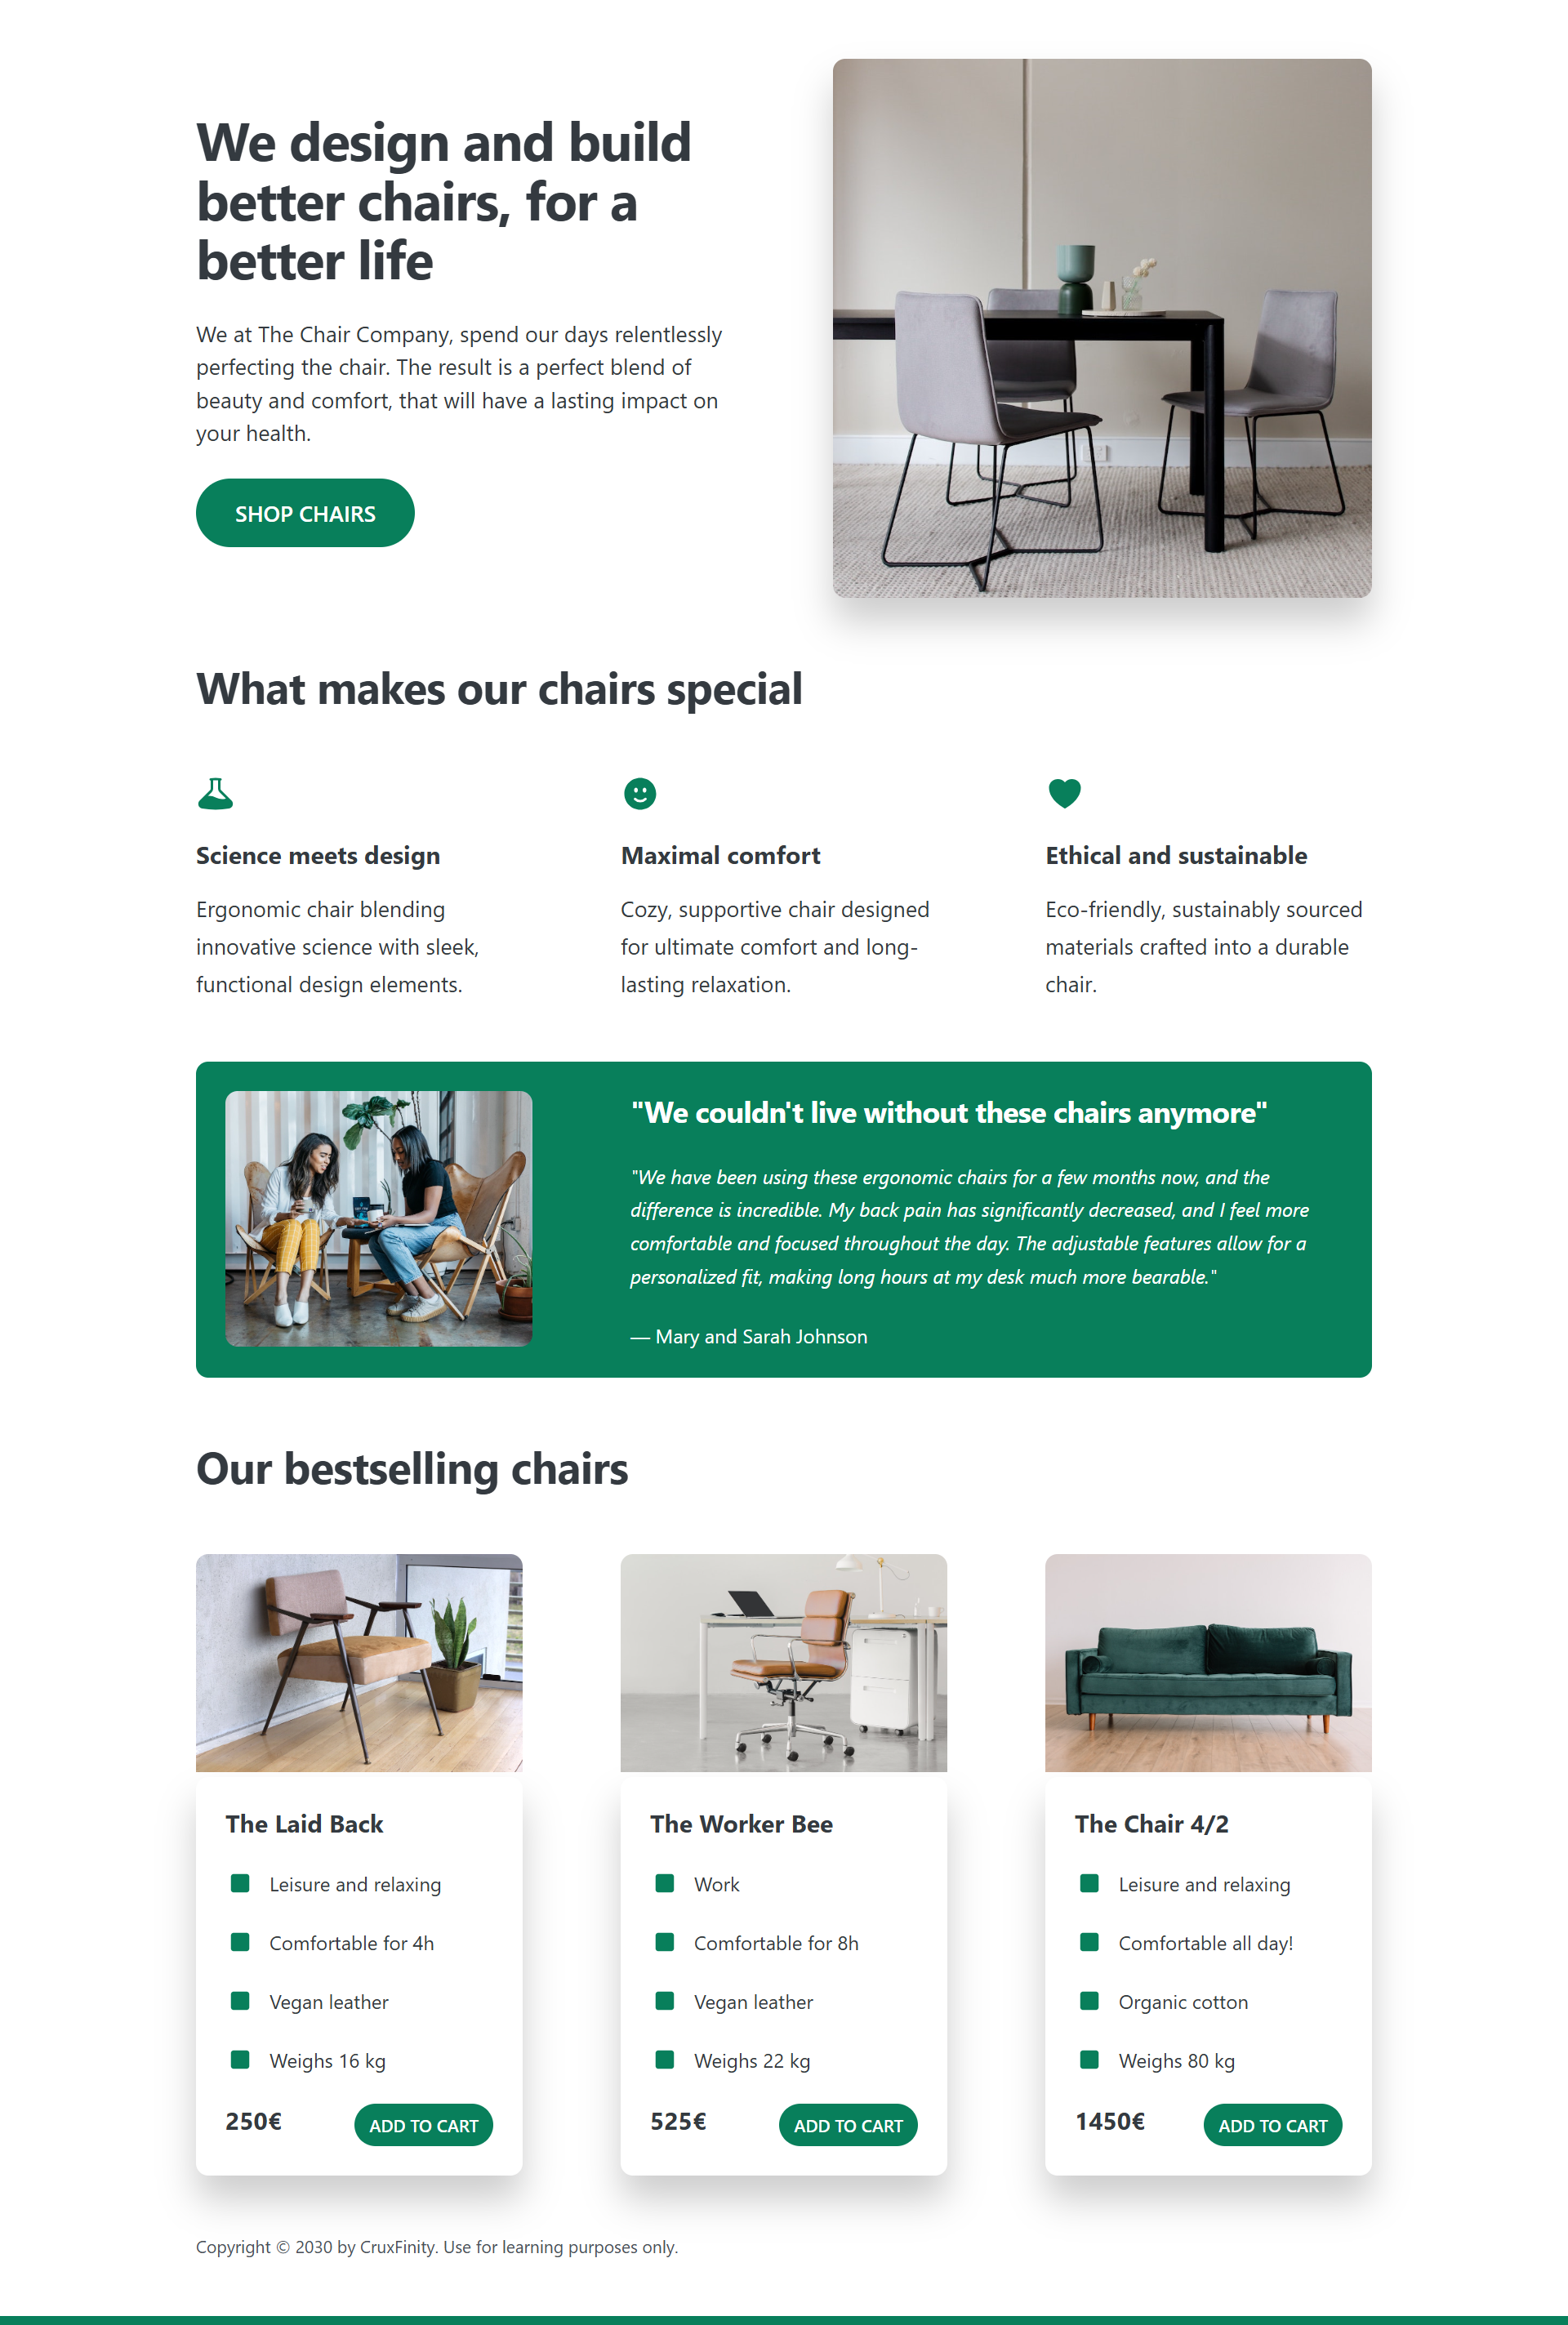 We design and build
better chairs, for a
better life
We at The Chair Company, spend our days relentlessly
perfecting the chair. The result is a perfect blend of
beauty and comfort, that will have a lasting impact on
your health.
SHOP CHAIRS
What makes our chairs special
Science meets design
Ergonomic chair blending
innovative science with sleek,
functional design elements.
Maximal comfort
Cozy, supportive chair designed
for ultimate comfort and long-
lasting relaxation.
Ethical and sustainable
Eco-friendly, sustainably sourced
materials crafted into a durable
chair.
"We couldn't live without these chairs anymore"
"We have been using these ergonomic chairs for a few months now, and the
difference is incredible. My back pain has significantly decreased, and I feel more
comfortable and focused throughout the day. The adjustable features allow for a
personalized fit, making long hours at my desk much more bearable."
— Mary and Sarah Johnson
Our bestselling chairs
The Laid Back
Leisure and relaxing
Comfortable for 4h
Vegan leather
Weighs 16 kg
250€
ADD TO CART
The Worker Bee
Work
Comfortable for 8h
Vegan leather
Weighs 22 kg
525€
ADD TO CART
The Chair 4/2
Leisure and relaxing
Comfortable all day!
Organic cotton
Weighs 80 kg
1450€
ADD TO CART
Copyright © 2030 by CruxFinity. Use for learning purposes only.